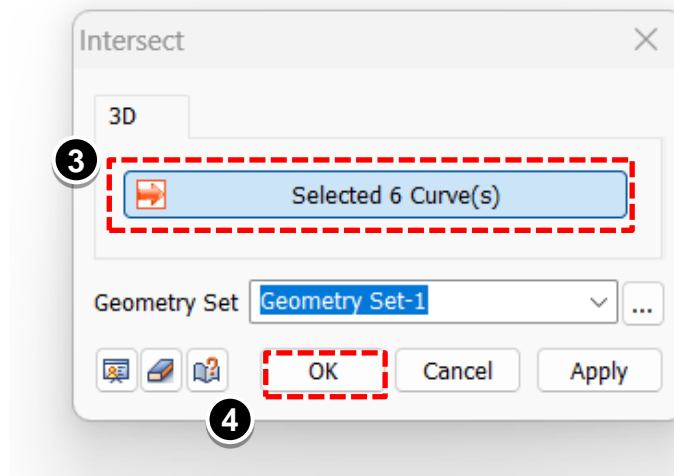 Intersect
3D
3
Selected 6 Curve(s)
Geometry Set Geometry Set-1 ...
OK Cancel Apply
4